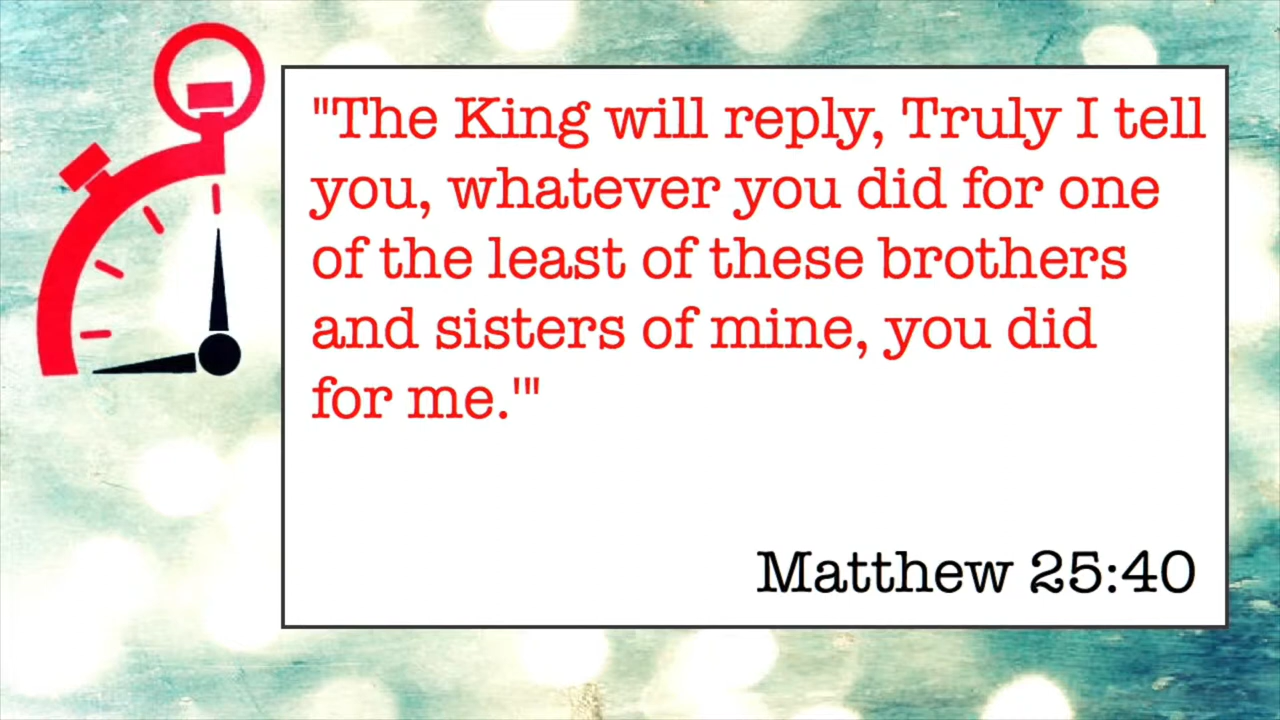 "The King will reply, Truly I tell
you, whatever you did for one
of the least of these brothers
and sisters of mine, you did
for me.'"
Matthew 25:40